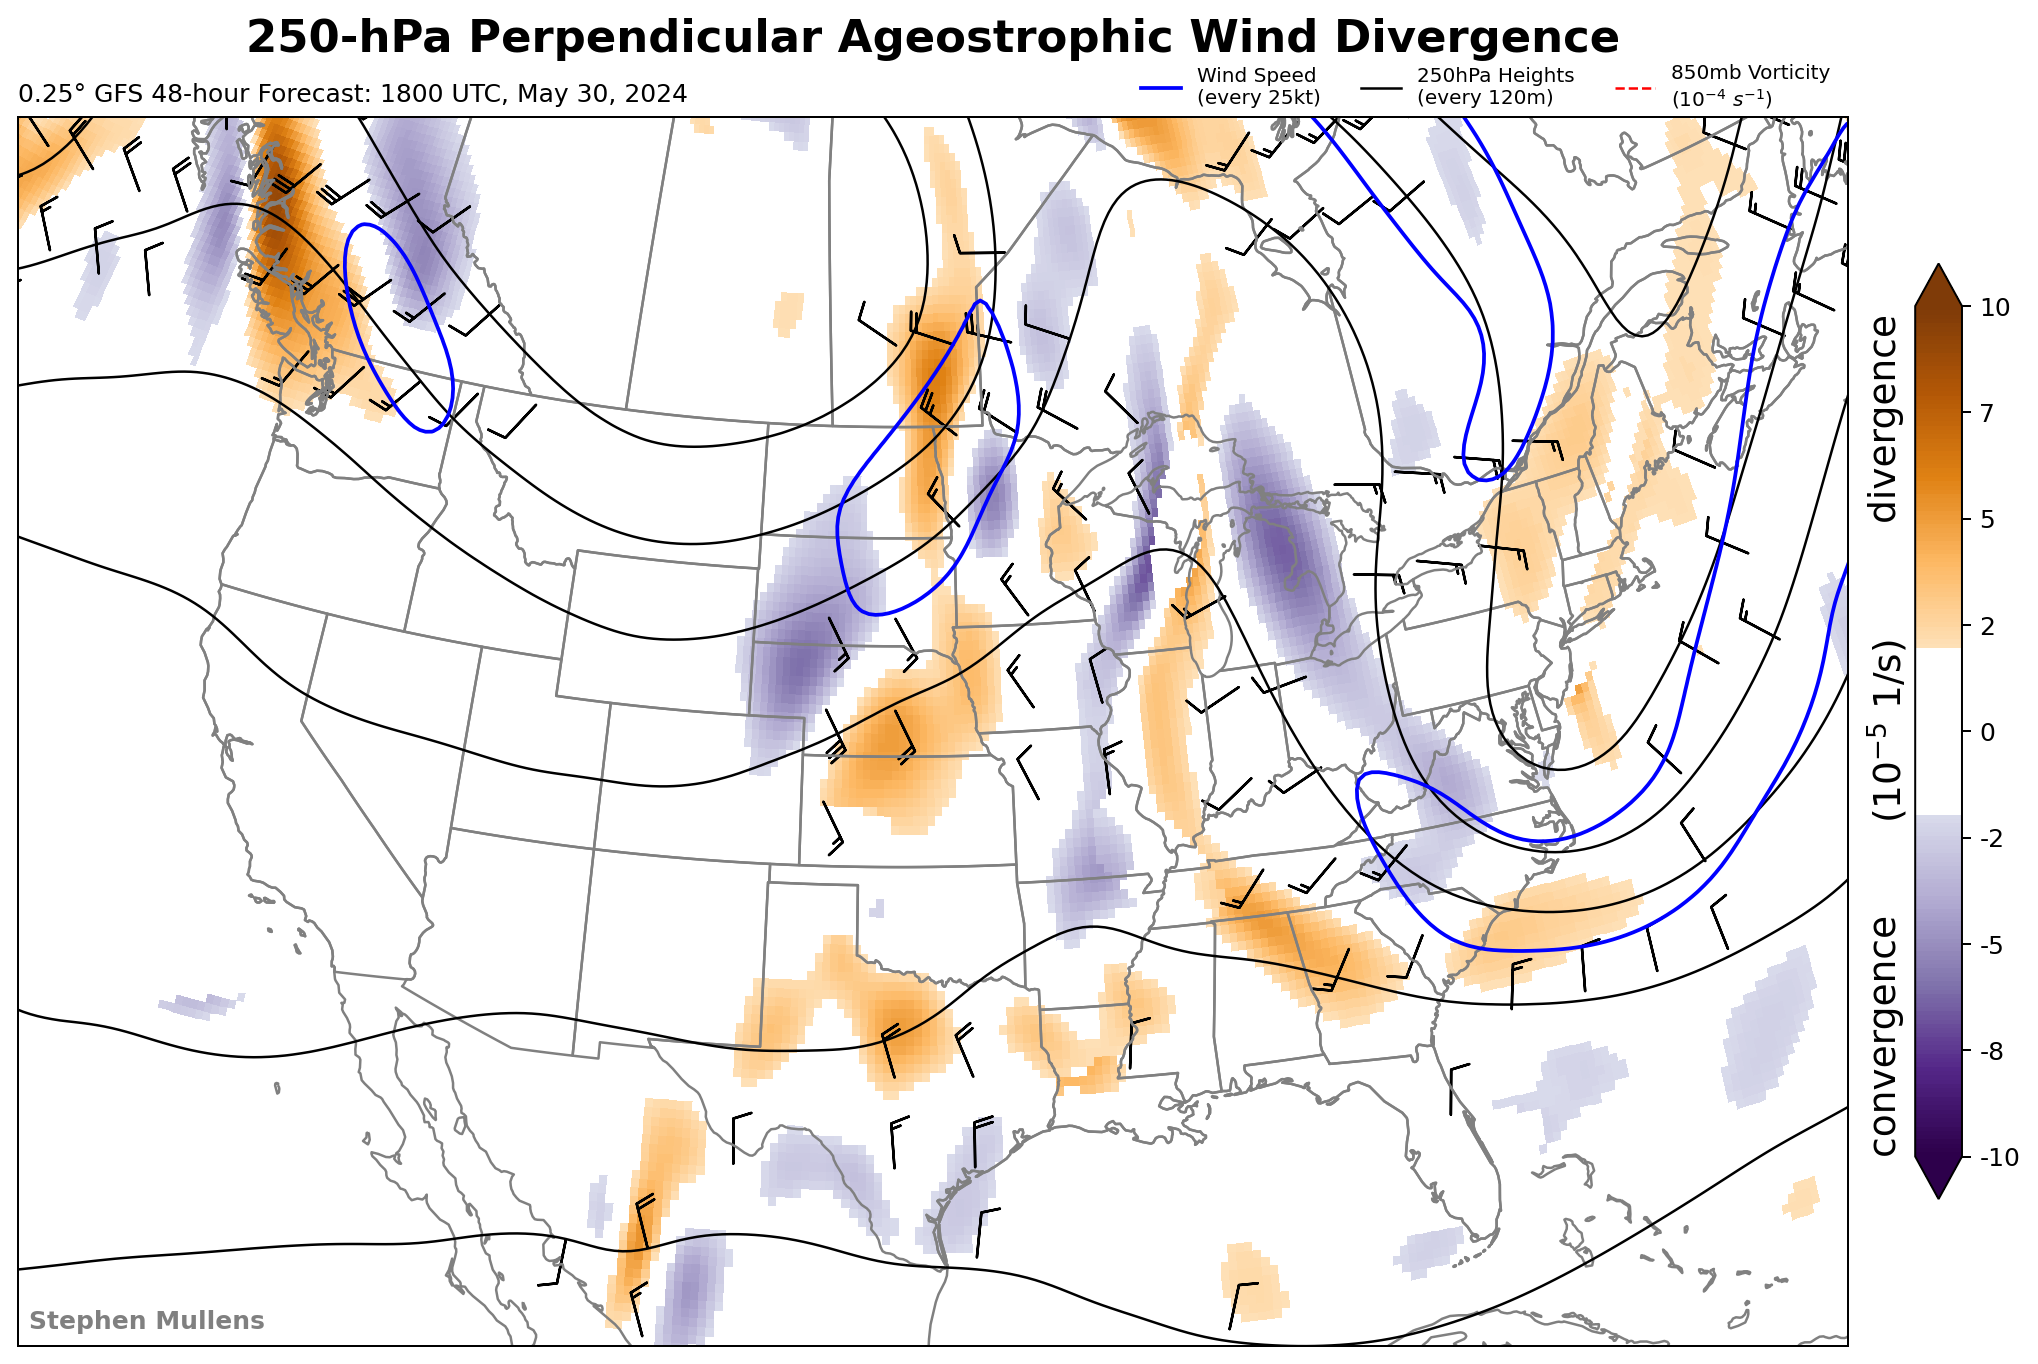 250-hPa Perpendicular Ageostrophic Wind Divergence
0.25° GFS 48-hour Forecast: 1800 UTC, May 30, 2024
Wind Speed
(every 25kt)
250hPa Heights
(every 120m)
850mb Vorticity
(10⁻⁴ s⁻¹)
10
7
5
2
0
-2
-5
-8
-10
convergence (10⁻⁵ 1/s) divergence
Stephen Mullens